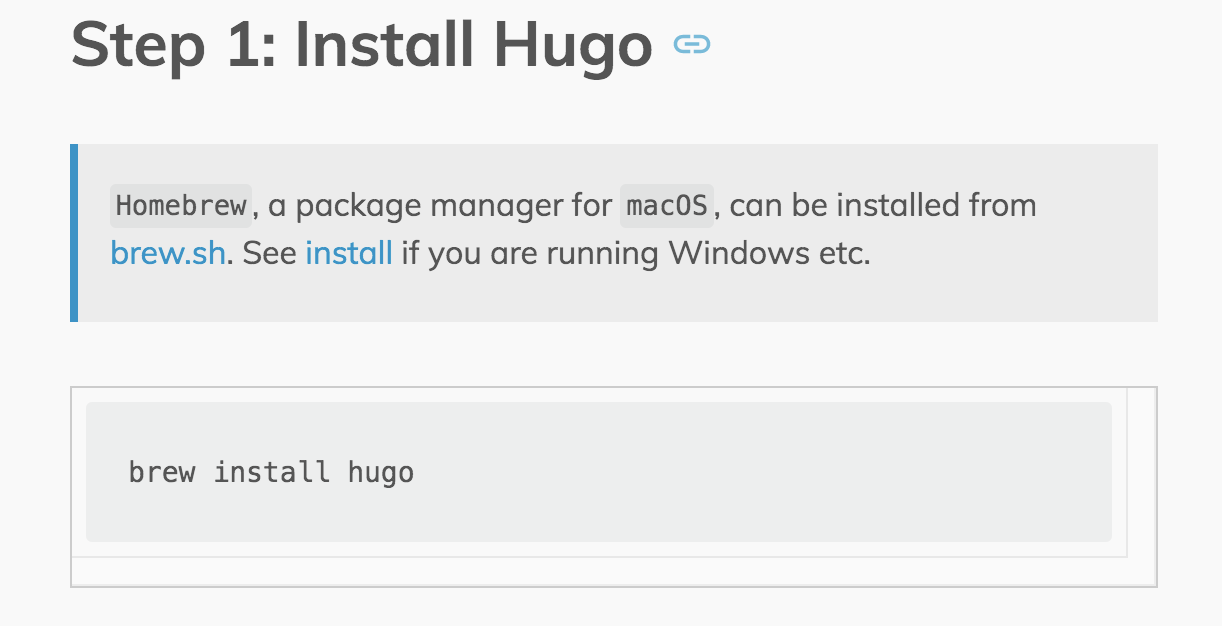 Step 1: Install Hugo
Homebrew, a package manager for macOS, can be installed from
brew.sh. See install if you are running Windows etc.
brew install hugo